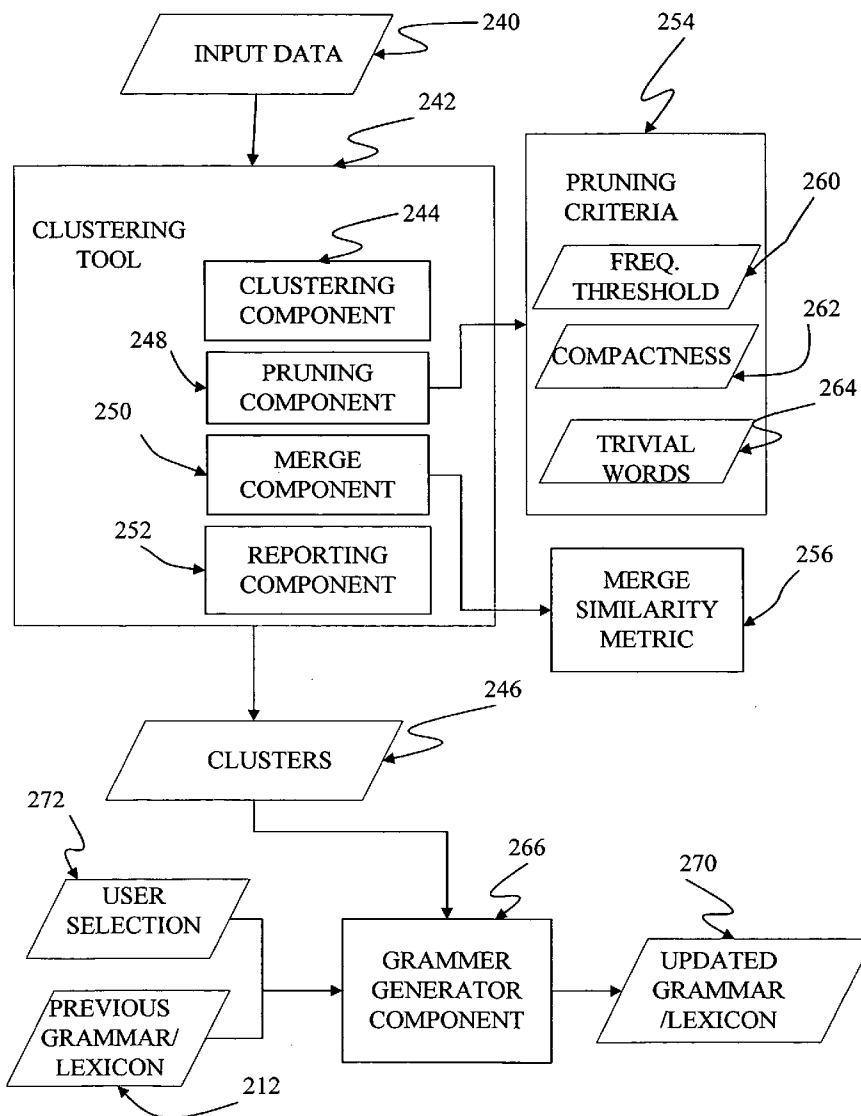 240
INPUT DATA
254
242
PRUNING
CRITERIA
260
FREQ.
THRESHOLD
CLUSTERING
TOOL
244
CLUSTERING
COMPONENT
262
COMPACTNESS
248
PRUNING
COMPONENT
264
TRIVIAL
WORDS
250
MERGE
COMPONENT
252
REPORTING
COMPONENT
MERGE
SIMILARITY
METRIC
256
246
CLUSTERS
272
USER
SELECTION
266
270
GRAMMER
GENERATOR
COMPONENT
UPDATED
GRAMMAR
/LEXICON
PREVIOUS
GRAMMAR/
LEXICON
212